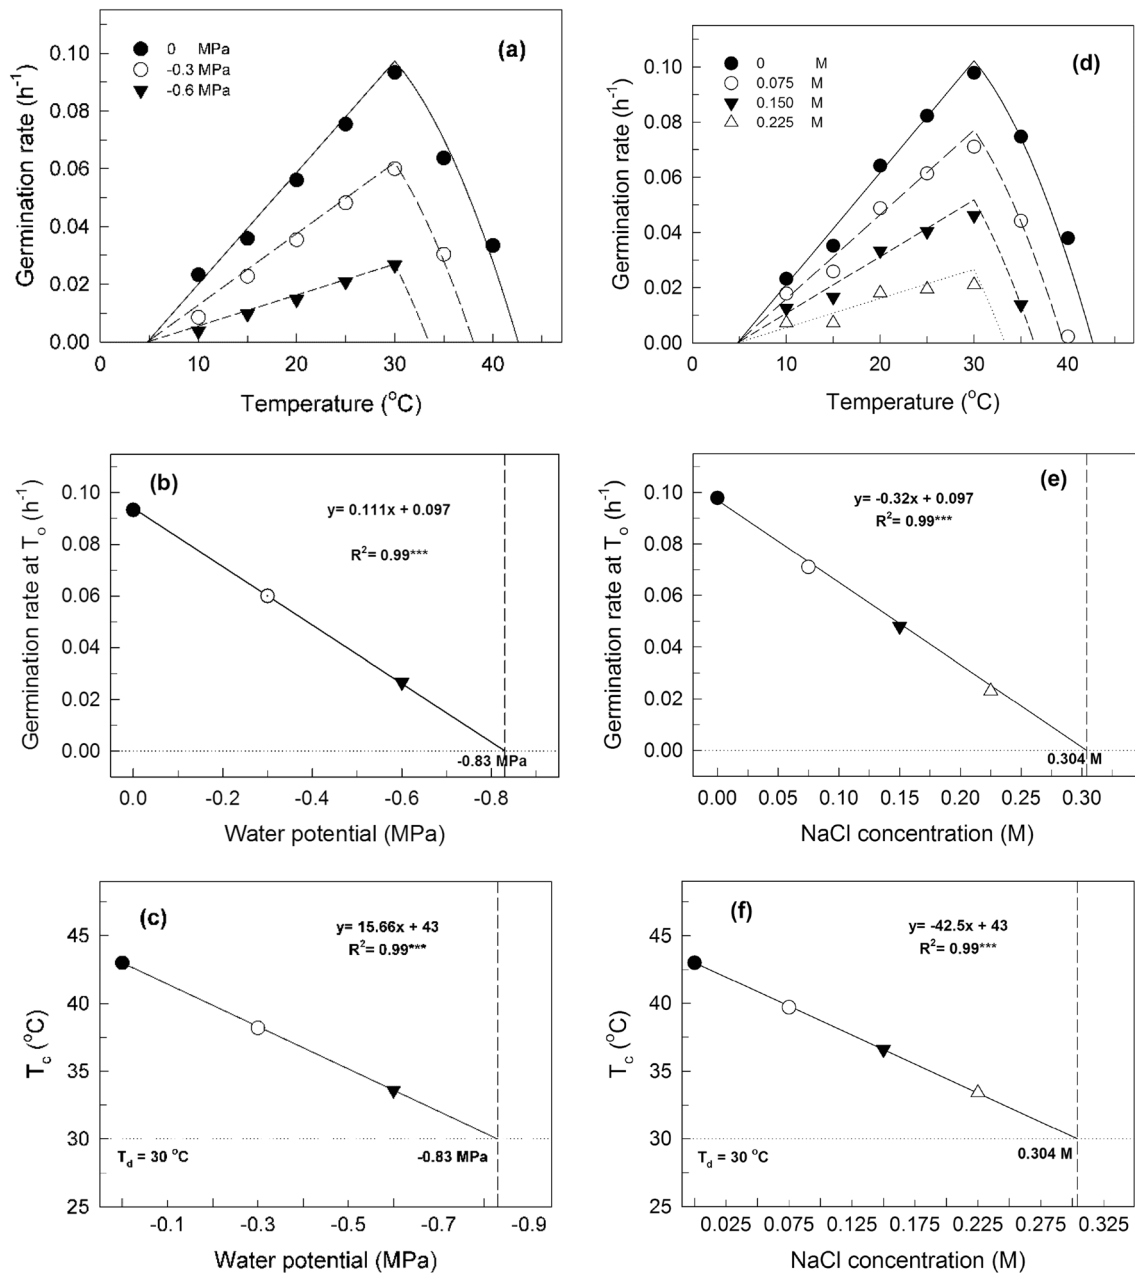 (a)
0 MPa
-0.3 MPa
-0.6 MPa
Germination rate (h-1)
0.10
0.08
0.06
0.04
0.02
0.00
0 10 20 30 40
Temperature (oC)
(d)
0 M
0.075 M
0.150 M
0.225 M
Germination rate (h-1)
0.10
0.08
0.06
0.04
0.02
0.00
0 10 20 30 40
Temperature (oC)
(b)
y= 0.111x + 0.097
R2= 0.99***
Germination rate at To (h-1)
0.10
0.08
0.06
0.04
0.02
0.00
-0.83 MPa
0.0 -0.2 -0.4 -0.6 -0.8
Water potential (MPa)
(e)
y= -0.32x + 0.097
R2= 0.99***
Germination rate at To (h-1)
0.10
0.08
0.06
0.04
0.02
0.00
0.304 M
0.00 0.05 0.10 0.15 0.20 0.25 0.30
NaCl concentration (M)
(c)
y= 15.66x + 43
R2= 0.99***
Tc (oC)
45
40
35
30
25
Td = 30 oC
-0.83 MPa
-0.1 -0.3 -0.5 -0.7 -0.9
Water potential (MPa)
(f)
y= -42.5x + 43
R2= 0.99***
Tc (oC)
45
40
35
30
25
Td = 30 oC
0.304 M
0.025 0.075 0.125 0.175 0.225 0.275 0.325
NaCl concentration (M)